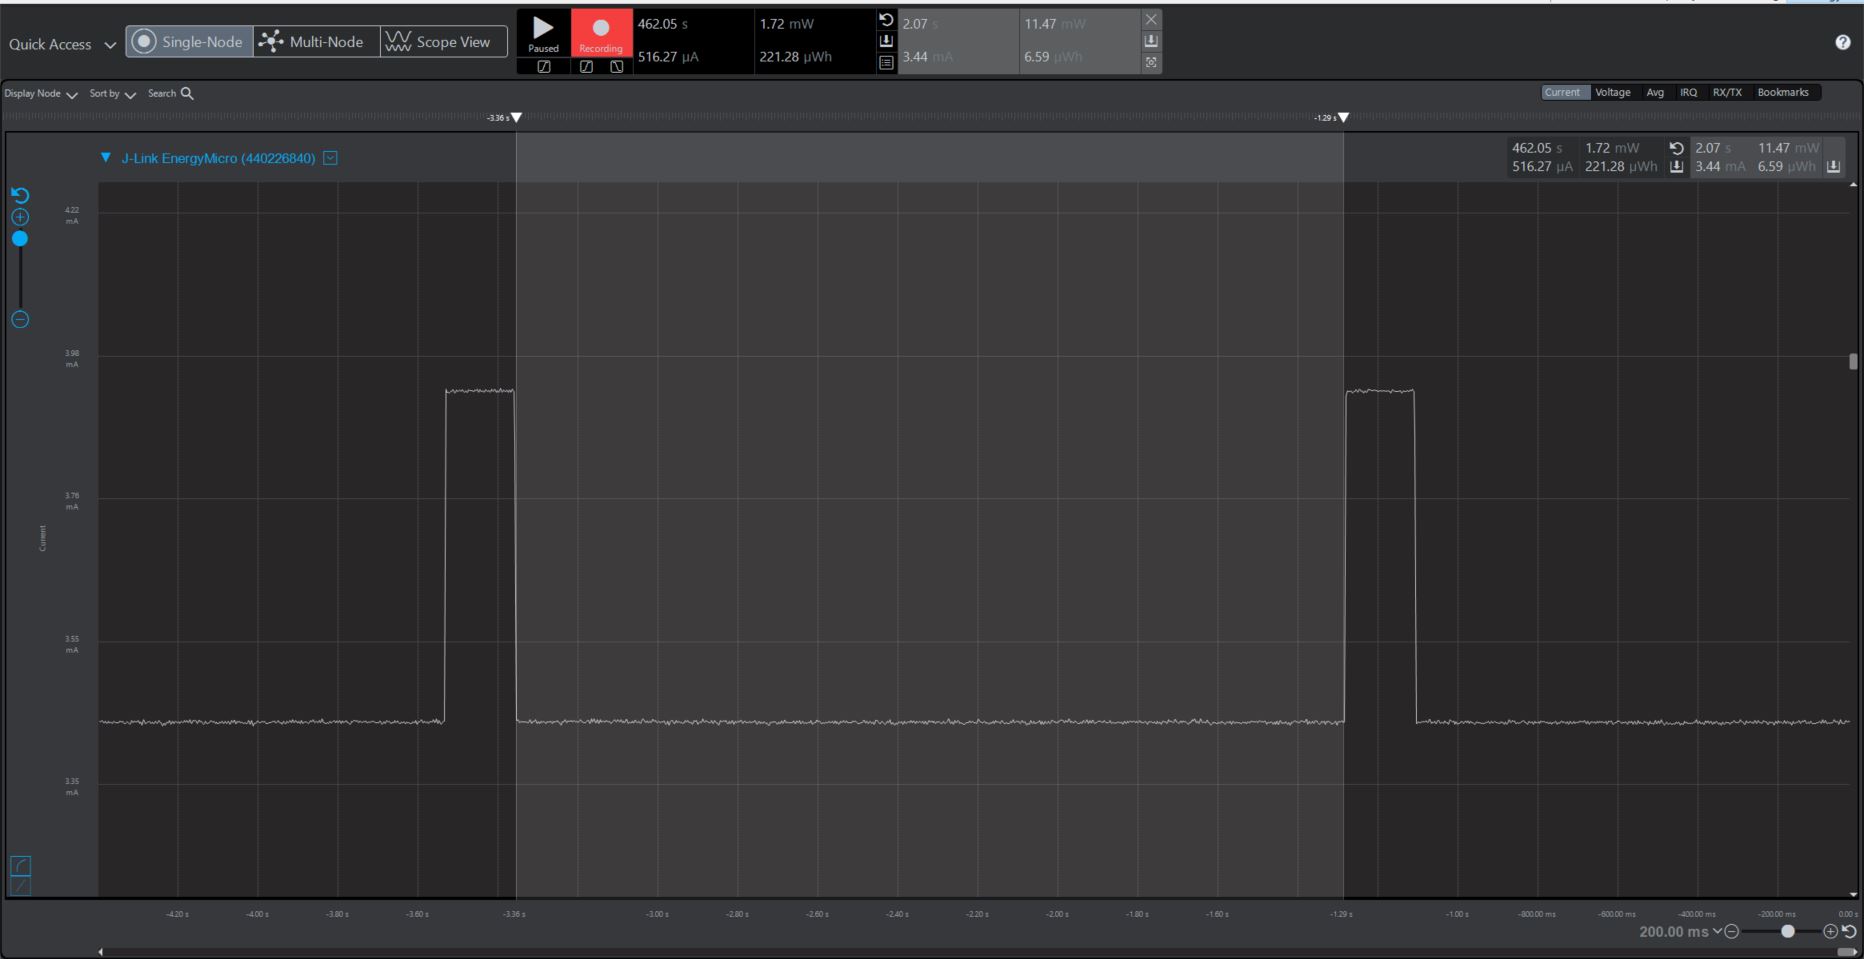 Quick Access
Single-Node
Multi-Node
Scope View
Paused
Recording
462.05 s
1.72 mW
516.27 µA
221.28 µWh
2.07 s
11.47 mW
3.44 mA
6.59 µWh
Display Node
Sort by
Search
Current
Voltage
Avg
IRQ
RX/TX
Bookmarks
-3.36 s
-1.29 s
J-Link EnergyMicro (440226840)
462.05 s 1.72 mW
516.27 µA 221.28 µWh
2.07 s 11.47 mW
3.44 mA 6.59 µWh
4.22
mA
3.98
mA
3.76
mA
3.55
mA
3.35
mA
Current
-4.20 s -4.00 s -3.80 s -3.60 s -3.36 s -3.00 s -2.80 s -2.60 s -2.40 s -2.20 s -2.00 s -1.80 s -1.60 s -1.29 s -1.00 s -800.00 ms -600.00 ms -400.00 ms -200.00 ms 0.00 s
200.00 ms